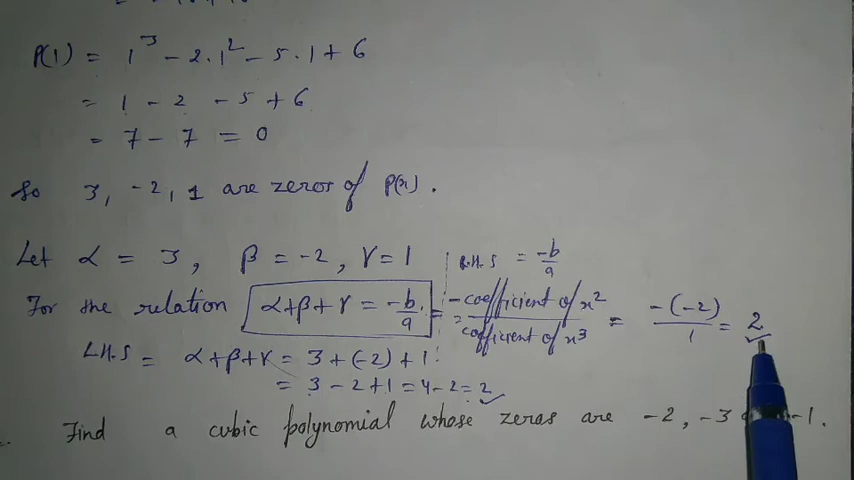 P(1) = 1³ - 2.1² - 5.1 + 6
= 1 - 2 - 5 + 6
= 7 - 7 = 0
So 3, -2, 1 are zeros of P(x).
Let α = 3, β = -2, γ = 1
R.H.S = -b/a
For the relation α+β+γ = -b/a = -coefficient of x²/coefficient of x³ = -(-2)/1 = 2
L.H.S = α+β+γ = 3+(-2)+1
= 3-2+1 = 4-2 = 2
Find a cubic polynomial whose zeros are -2, -3 -1.